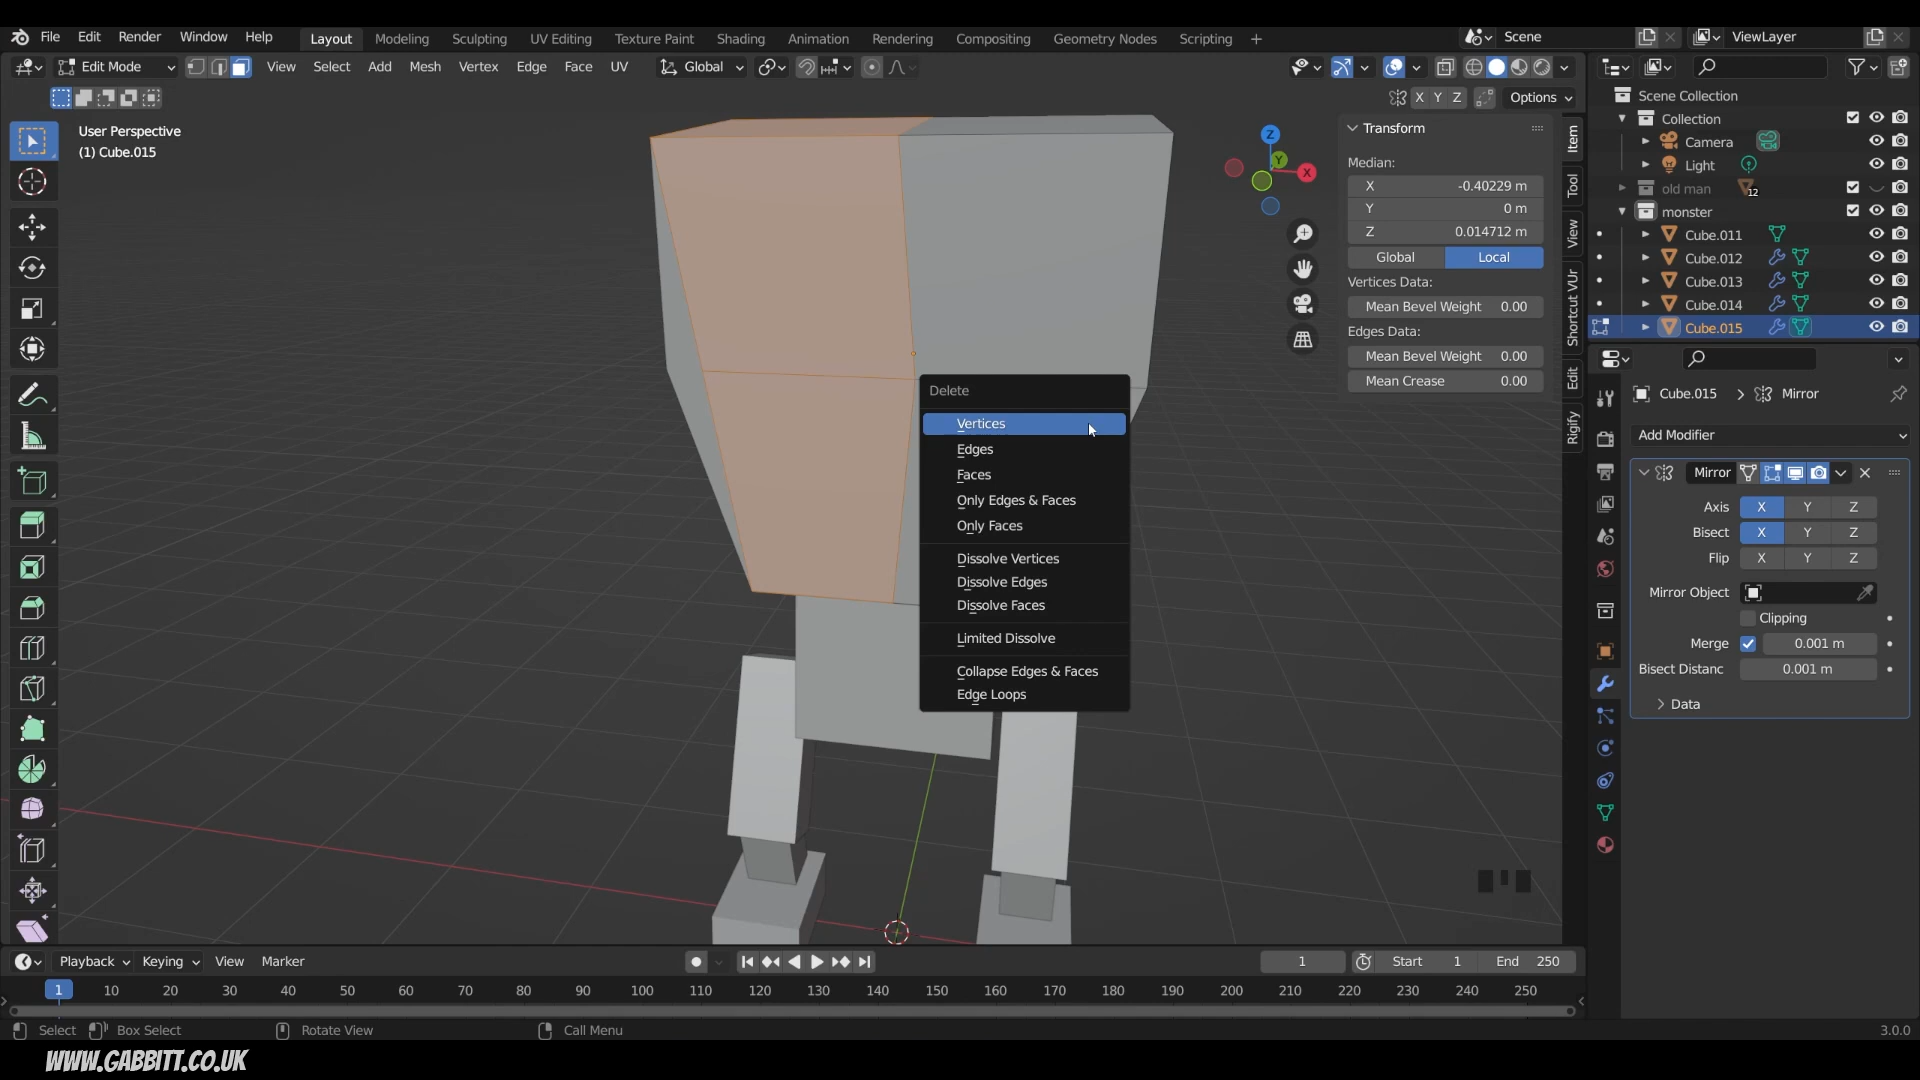 File Edit Render Window Help Layout Modeling Sculpting UV Editing Texture Paint Shading Animation Rendering Compositing Geometry Nodes Scripting + Scene ViewLayer
Edit Mode View Select Add Mesh Vertex Edge Face UV Global
X Y Z Options
User Perspective
(1) Cube.015
Z
Y
X
Transform
Median:
X -0.40229 m
Y 0 m
Z 0.014712 m
Global Local
Vertices Data:
Mean Bevel Weight 0.00
Edges Data:
Mean Bevel Weight 0.00
Mean Crease 0.00
Item
Tool
View
Shortcut VUr
Edit
Rigify
Delete
Vertices
Edges
Faces
Only Edges & Faces
Only Faces
Dissolve Vertices
Dissolve Edges
Dissolve Faces
Limited Dissolve
Collapse Edges & Faces
Edge Loops
Scene Collection
Collection
Camera
Light
old man 12
monster
Cube.011
Cube.012
Cube.013
Cube.014
Cube.015
Cube.015 Mirror
Add Modifier
Mirror
Axis X Y Z
Bisect X Y Z
Flip X Y Z
Mirror Object
Clipping
Merge 0.001 m
Bisect Distanc 0.001 m
Data
Playback Keying View Marker 1 Start 1 End 250
1 10 20 30 40 50 60 70 80 90 100 110 120 130 140 150 160 170 180 190 200 210 220 230 240 250
Select Box Select Rotate View Call Menu 3.0.0
WWW.GABBITT.CO.UK